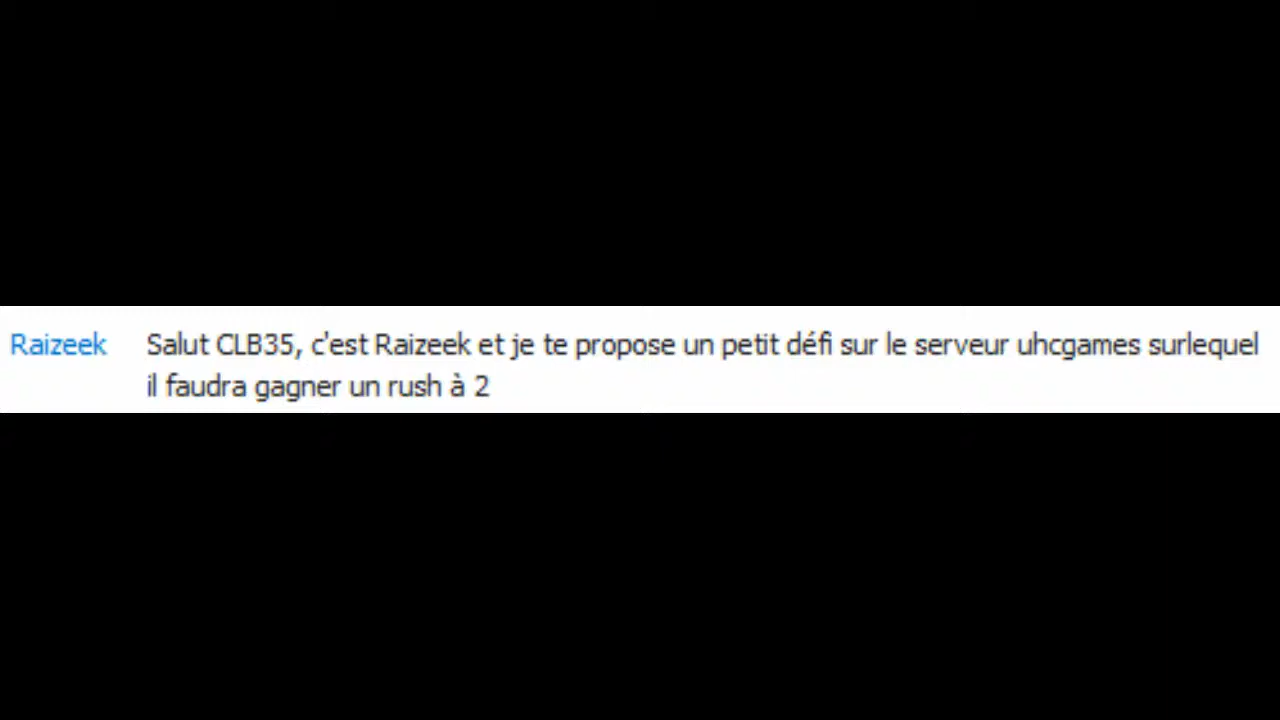 Raizeek Salut CLB35, c'est Raizeek et je te propose un petit défi sur le serveur uhcgames surlequel
il faudra gagner un rush à 2